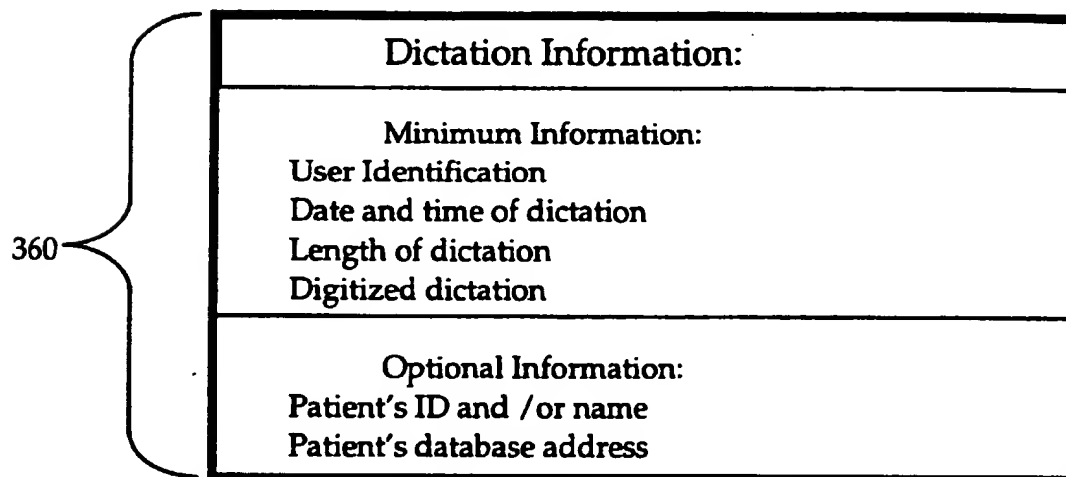 Dictation Information:
Minimum Information:
User Identification
Date and time of dictation
360
Length of dictation
Digitized dictation
Optional Information:
Patient's ID and /or name
Patient's database address